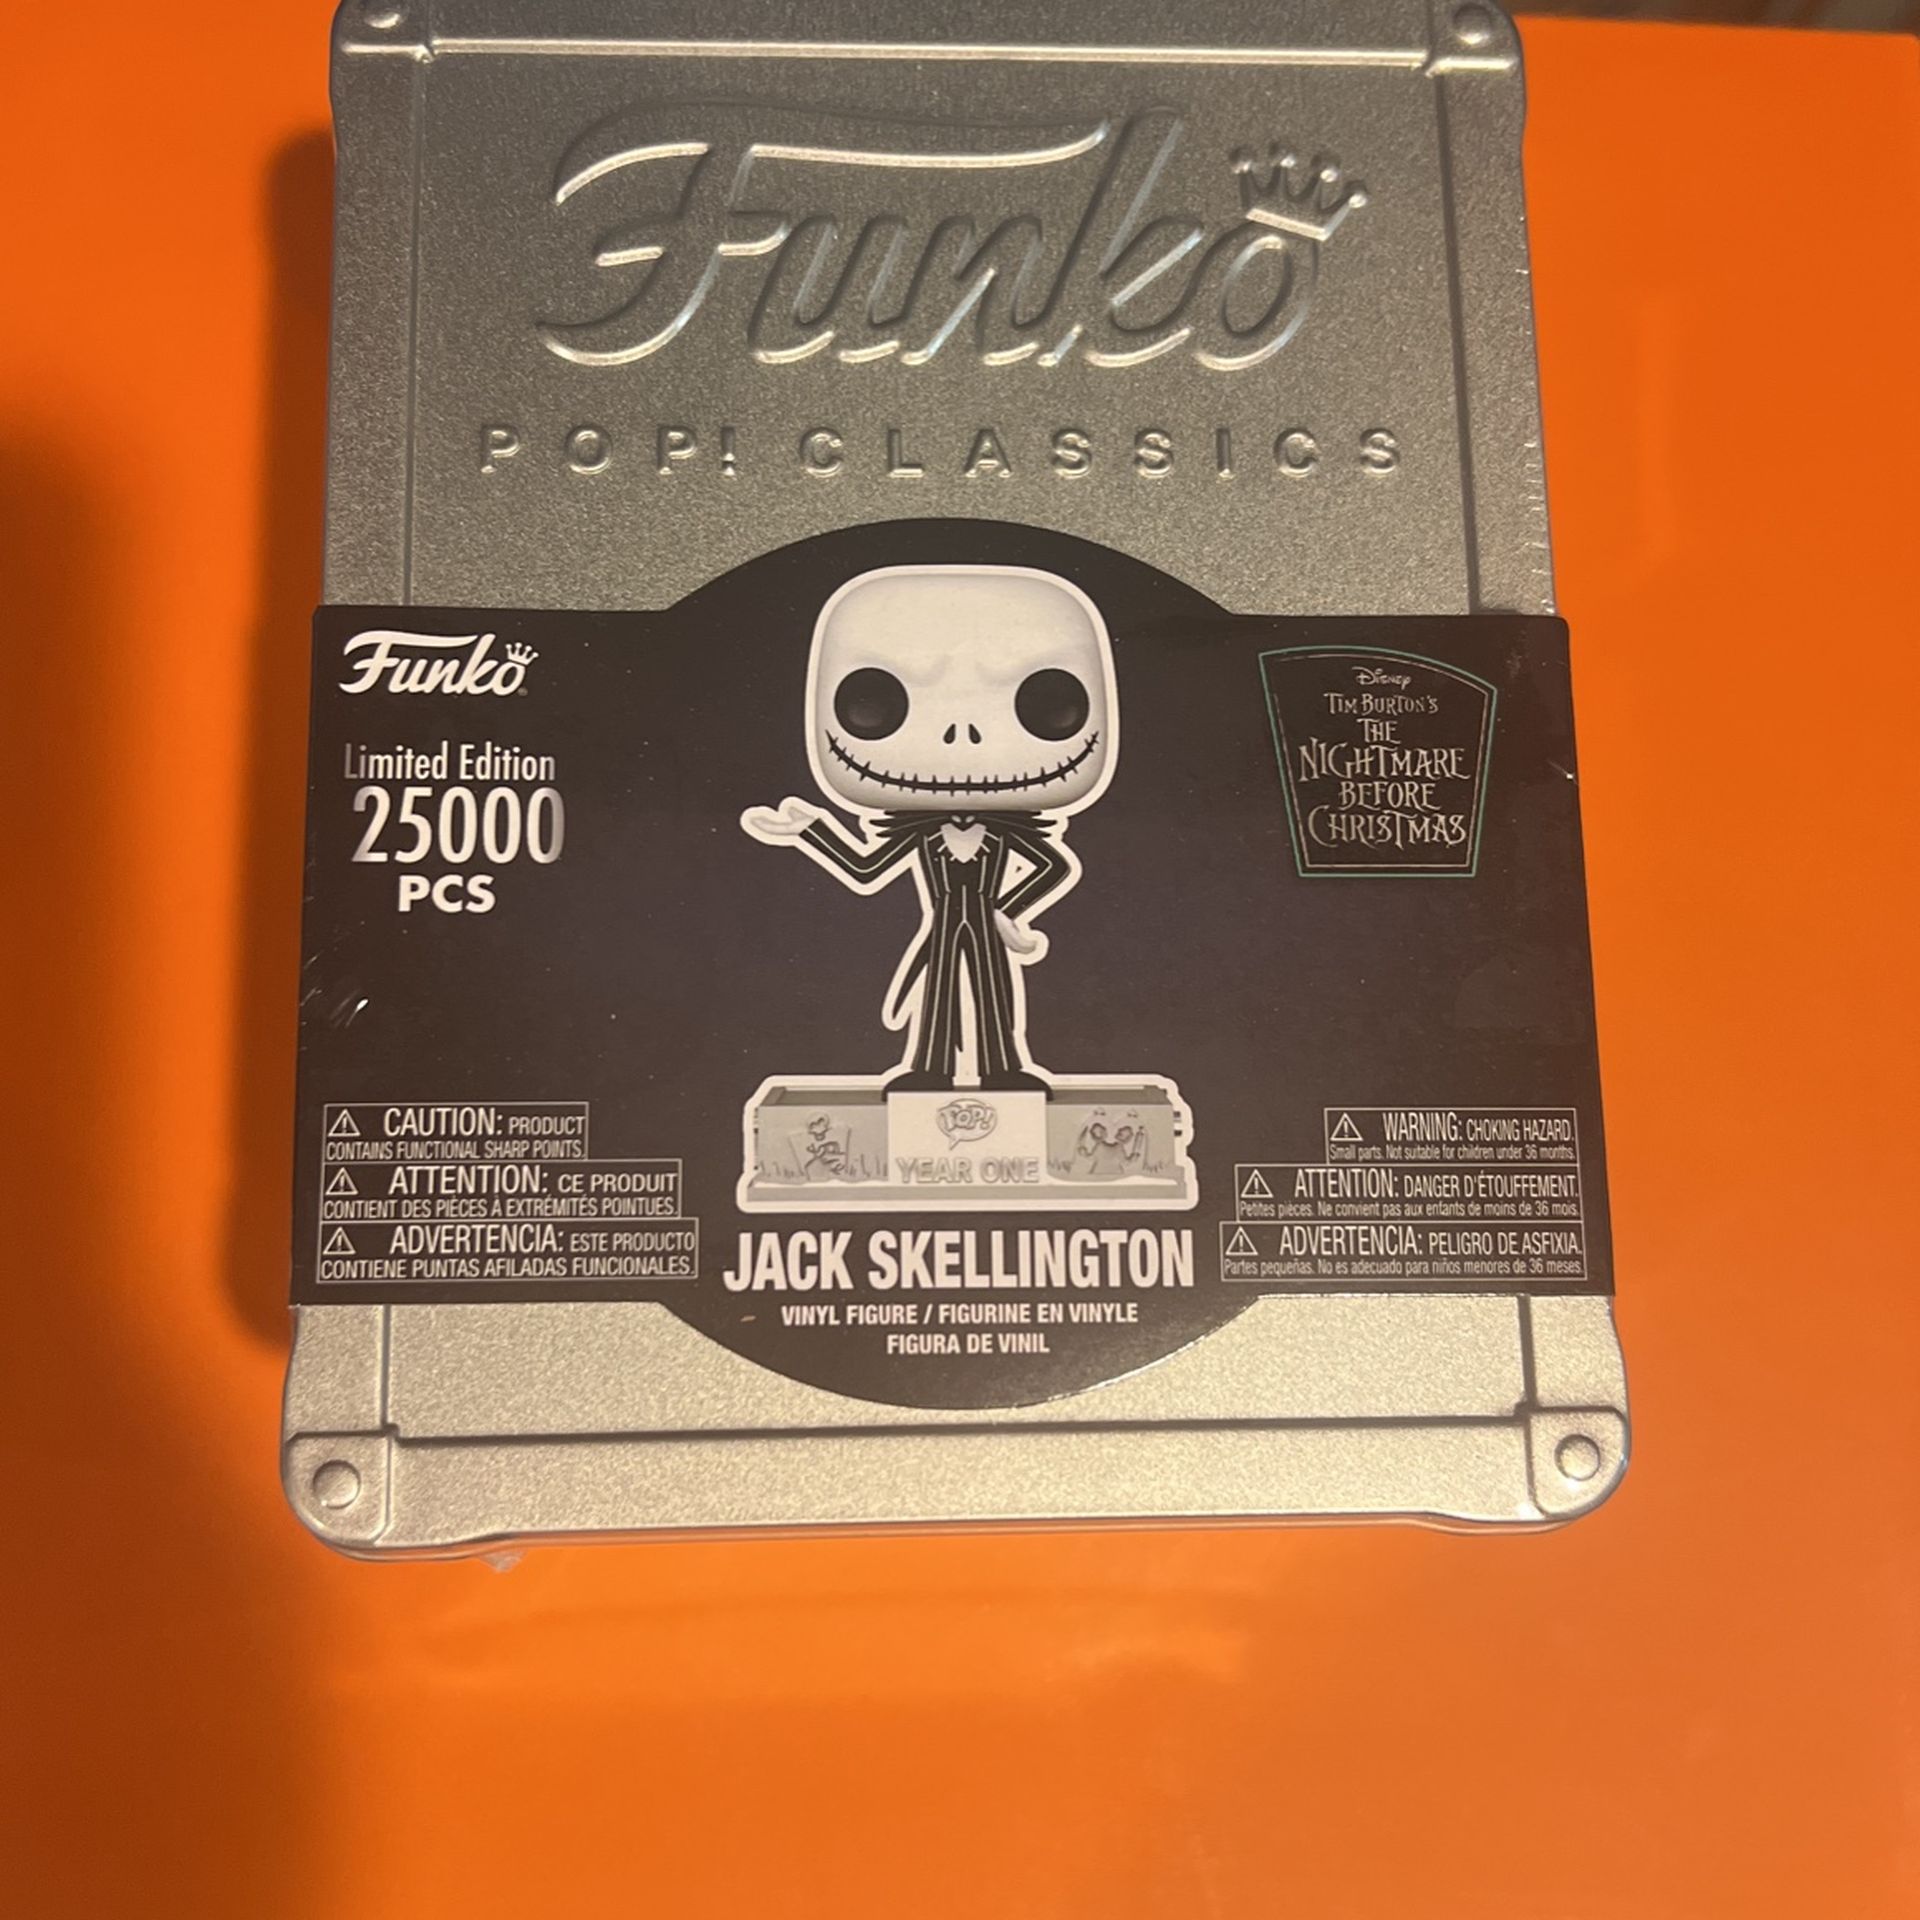 Funko
POP! CLASSICS
Funko
Limited Edition
25000
PCS
Disney
TIM BURTON'S
THE
NIGHTMARE
BEFORE
CHRISTMAS
POP!
YEAR ONE
CAUTION: PRODUCT
CONTAINS FUNCTIONAL SHARP POINTS.
ATTENTION: CE PRODUIT
CONTIENT DES PIÈCES À EXTRÉMITÉS POINTUES.
ADVERTENCIA: ESTE PRODUCTO
CONTIENE PUNTAS AFILADAS FUNCIONALES.
WARNING: CHOKING HAZARD.
Small parts. Not suitable for children under 36 months.
ATTENTION: DANGER D'ÉTOUFFEMENT.
Petites pièces. Ne convient pas aux enfants de moins de 36 mois.
ADVERTENCIA: PELIGRO DE ASFIXIA.
Partes pequeñas. No es adecuado para niños menores de 36 meses.
JACK SKELLINGTON
VINYL FIGURE / FIGURINE EN VINYLE
FIGURA DE VINIL